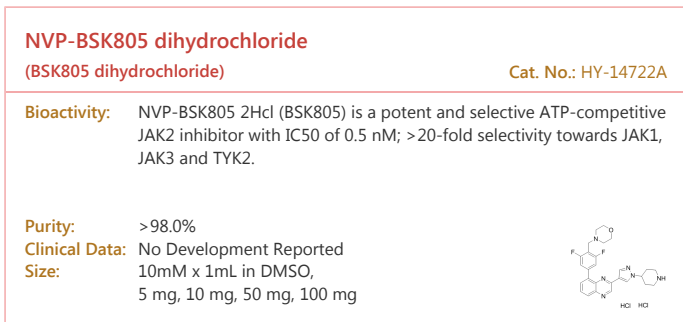 NVP-BSK805 dihydrochloride
(BSK805 dihydrochloride) Cat. No.: HY-14722A
Bioactivity: NVP-BSK805 2Hcl (BSK805) is a potent and selective ATP-competitive
JAK2 inhibitor with IC50 of 0.5 nM; >20-fold selectivity towards JAK1,
JAK3 and TYK2.
Purity: >98.0%
Clinical Data: No Development Reported
Size: 10mM x 1mL in DMSO,
5 mg, 10 mg, 50 mg, 100 mg
O
N
F F
N
N
NH
N
N
HCl HCl